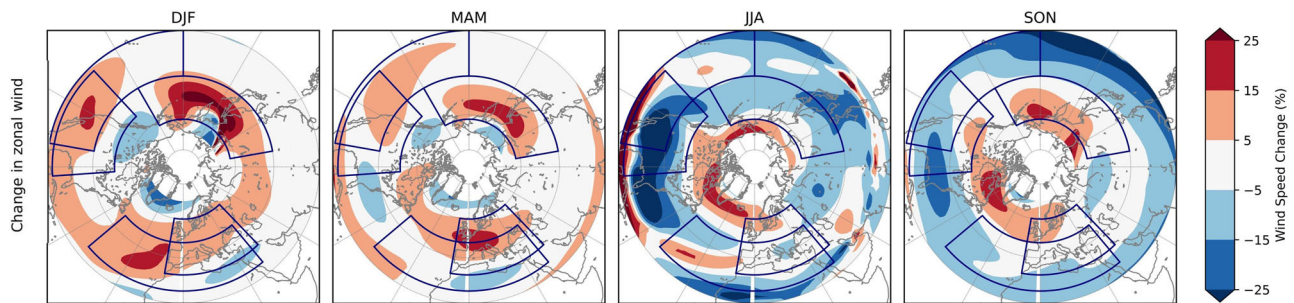 DJF
MAM
JJA
SON
Change in zonal wind
25
15
5
−5
−15
−25
Wind Speed Change (%)